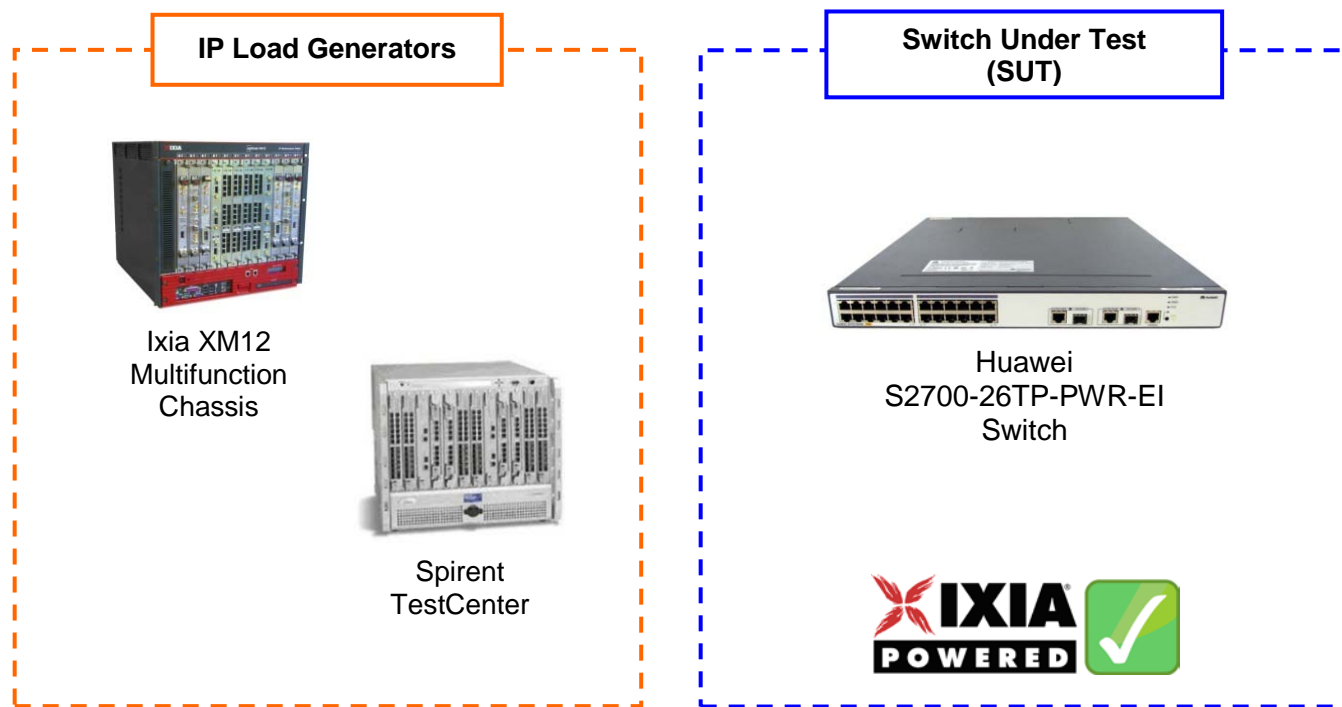 IP Load Generators
IXIA
Ixia XM12
Multifunction
Chassis
Spirent
TestCenter
Switch Under Test
(SUT)
Huawei
S2700-26TP-PWR-EI
Switch
IXIA®
POWERED